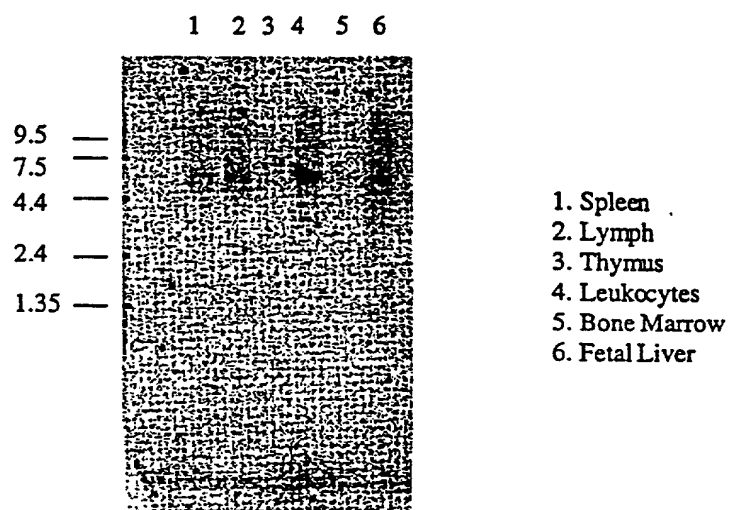 1 2 3 4 5 6
9.5
7.5
4.4
2.4
1.35
1. Spleen
2. Lymph
3. Thymus
4. Leukocytes
5. Bone Marrow
6. Fetal Liver